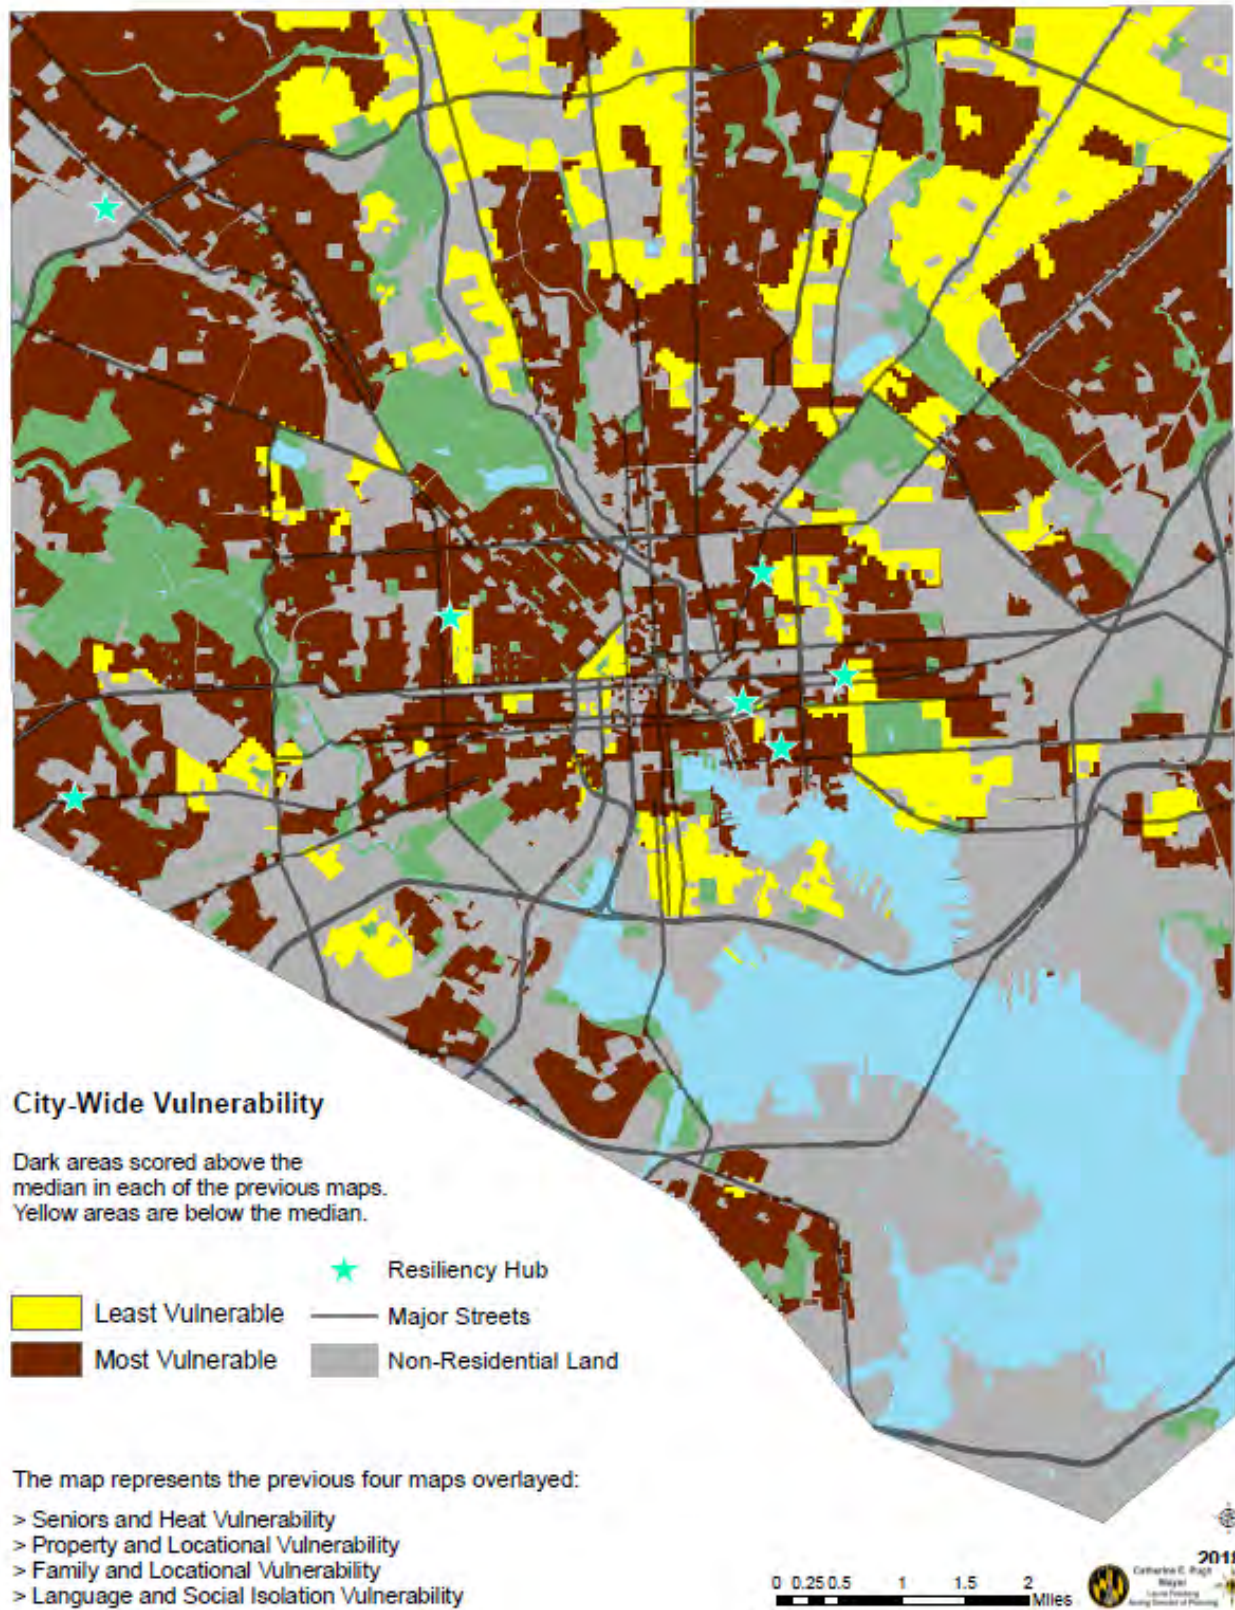 City-Wide Vulnerability
Dark areas scored above the
median in each of the previous maps.
Yellow areas are below the median.
Resiliency Hub
Least Vulnerable
Major Streets
Most Vulnerable
Non-Residential Land
The map represents the previous four maps overlayed:
> Seniors and Heat Vulnerability
> Property and Locational Vulnerability
> Family and Locational Vulnerability
> Language and Social Isolation Vulnerability
0 0.25 0.5 1 1.5 2
Miles
Catherine E. Pugh
Mayor